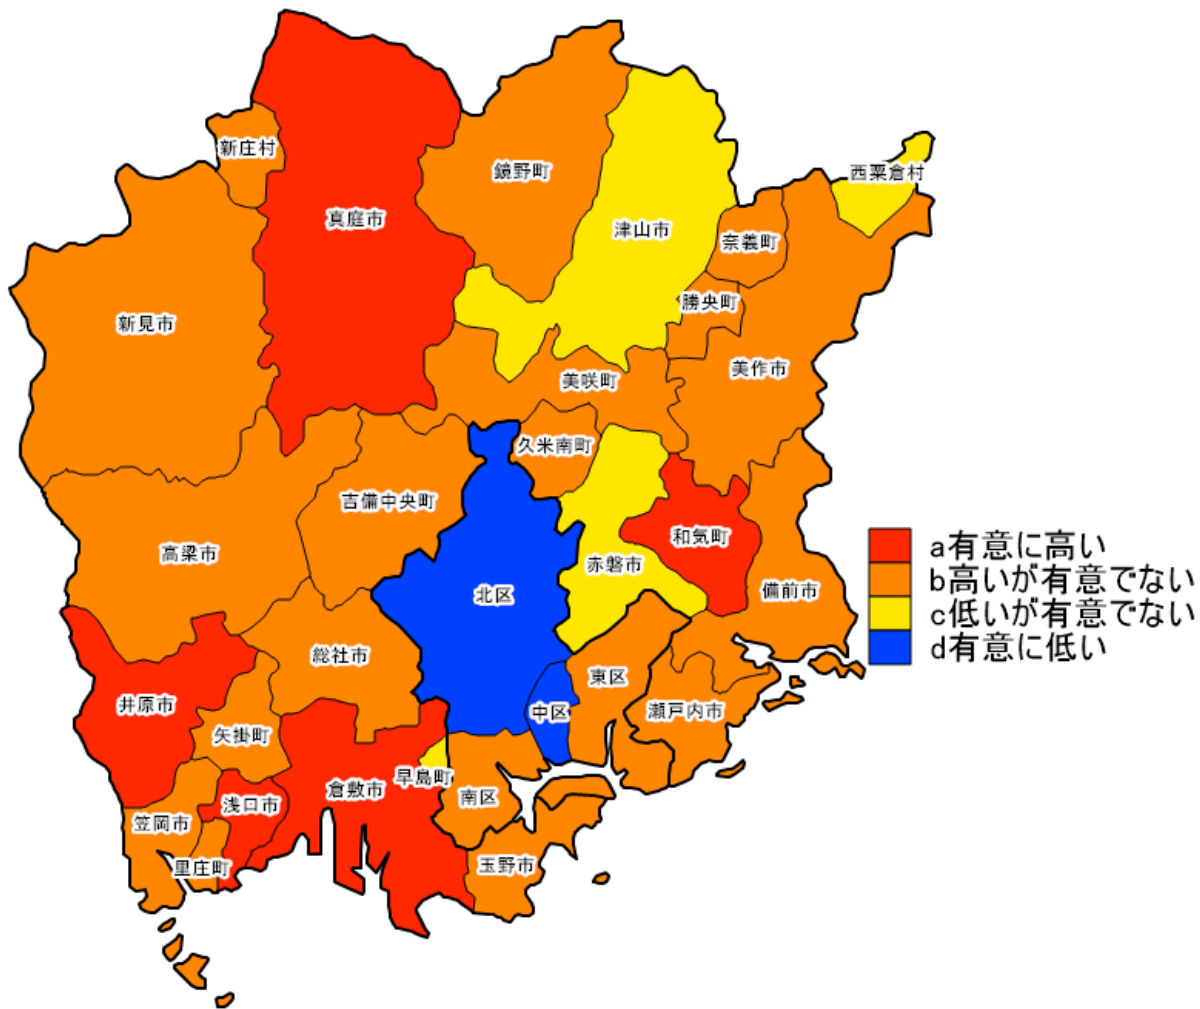 新庄村
鏡野町
西粟倉村
真庭市
津山市
奈義町
勝央町
新見市
美作市
美咲町
久米南町
吉備中央町
和気町
高梁市
赤磐市
備前市
北区
総社市
東区
井原市
中区
瀬戸内市
矢掛町
早島町
倉敷市
南区
浅口市
笠岡市
里庄町
玉野市
a有意に高い
b高いが有意でない
c低いが有意でない
d有意に低い